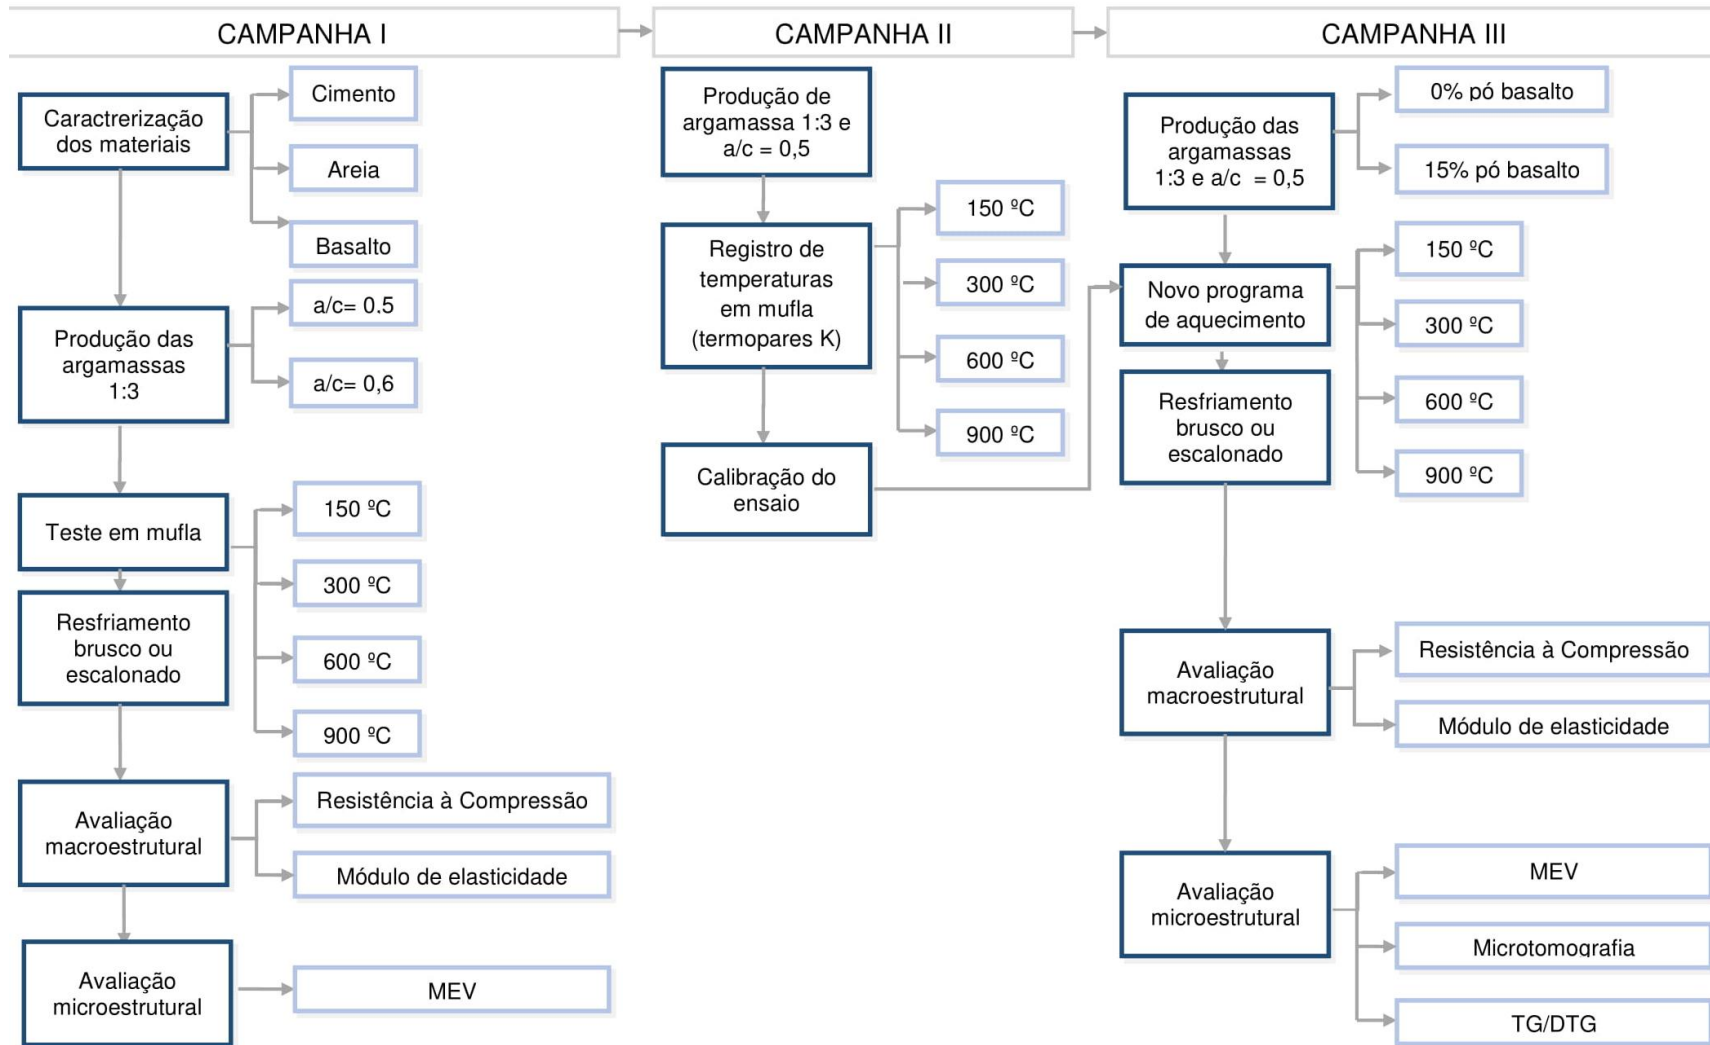 CAMPANHA I
CAMPANHA II
CAMPANHA III
Caractrerização
dos materiais
Cimento
Areia
Basalto
Produção das
argamassas
1:3
a/c= 0.5
a/c= 0,6
Teste em mufla
150 ºC
300 ºC
600 ºC
900 ºC
Resfriamento
brusco ou
escalonado
Avaliação
macroestrutural
Resistência à Compressão
Módulo de elasticidade
Avaliação
microestrutural
MEV
Produção de
argamassa 1:3 e
a/c = 0,5
Registro de
temperaturas
em mufla
(termopares K)
150 ºC
300 ºC
600 ºC
900 ºC
Calibração do
ensaio
Produção das
argamassas
1:3 e a/c = 0,5
0% pó basalto
15% pó basalto
Novo programa
de aquecimento
150 ºC
300 ºC
600 ºC
900 ºC
Resfriamento
brusco ou
escalonado
Avaliação
macroestrutural
Resistência à Compressão
Módulo de elasticidade
Avaliação
microestrutural
MEV
Microtomografia
TG/DTG